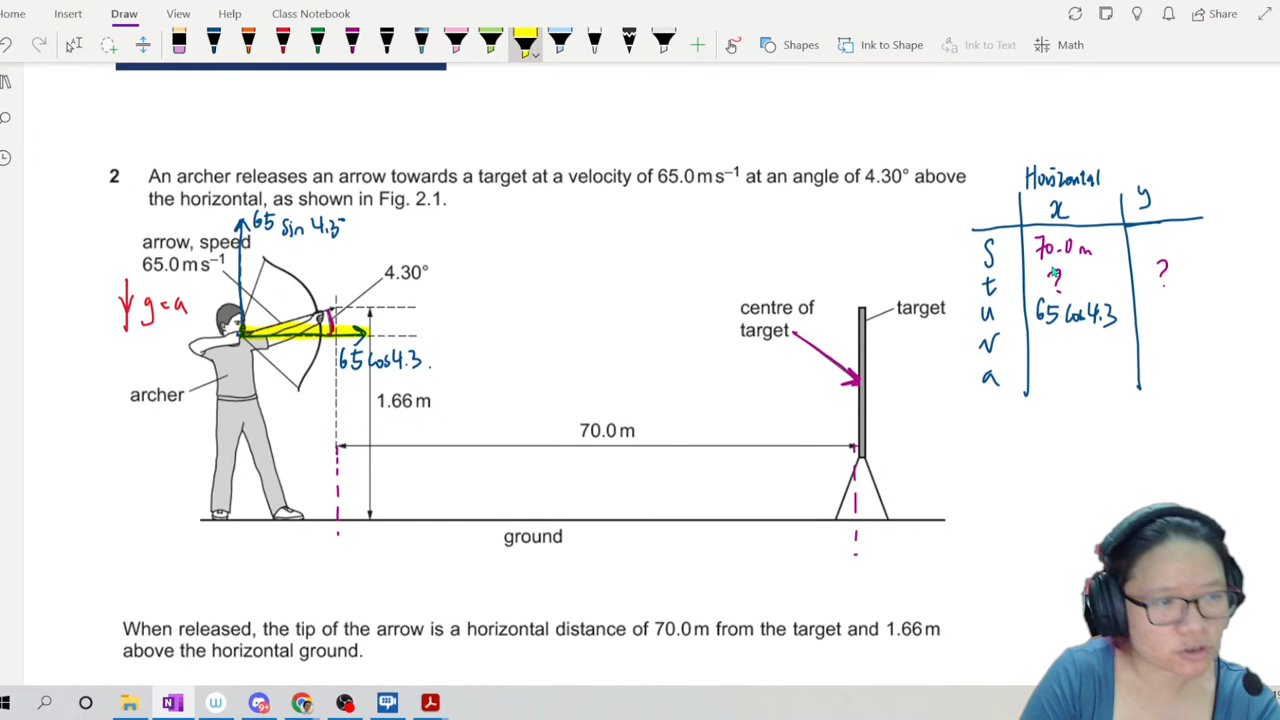 Home Insert Draw View Help Class Notebook
Share
Shapes Ink to Shape Ink to Text Math
2 An archer releases an arrow towards a target at a velocity of 65.0 m s⁻¹ at an angle of 4.30° above
the horizontal, as shown in Fig. 2.1.
65 sin 4.3
arrow, speed
65.0 m s⁻¹
4.30°
↓ g = a
65 cos 4.3.
archer
1.66 m
70.0 m
centre of
target
target
ground
Horizontal
x y
s 70.0 m
t ? ?
u 65 cos 4.3
v
a
When released, the tip of the arrow is a horizontal distance of 70.0 m from the target and 1.66 m
above the horizontal ground.